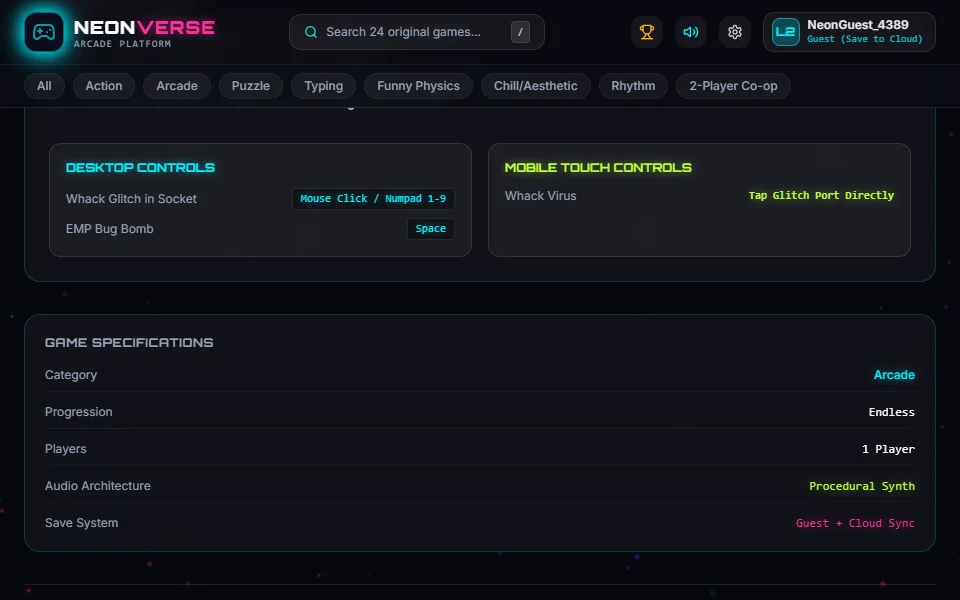 NEONVERSE
ARCADE PLATFORM
Search 24 original games...
/
L2
NeonGuest_4389
Guest (Save to Cloud)
All
Action
Arcade
Puzzle
Typing
Funny Physics
Chill/Aesthetic
Rhythm
2-Player Co-op
DESKTOP CONTROLS
Whack Glitch in Socket
Mouse Click / Numpad 1-9
EMP Bug Bomb
Space
MOBILE TOUCH CONTROLS
Whack Virus
Tap Glitch Port Directly
GAME SPECIFICATIONS
Category
Arcade
Progression
Endless
Players
1 Player
Audio Architecture
Procedural Synth
Save System
Guest + Cloud Sync